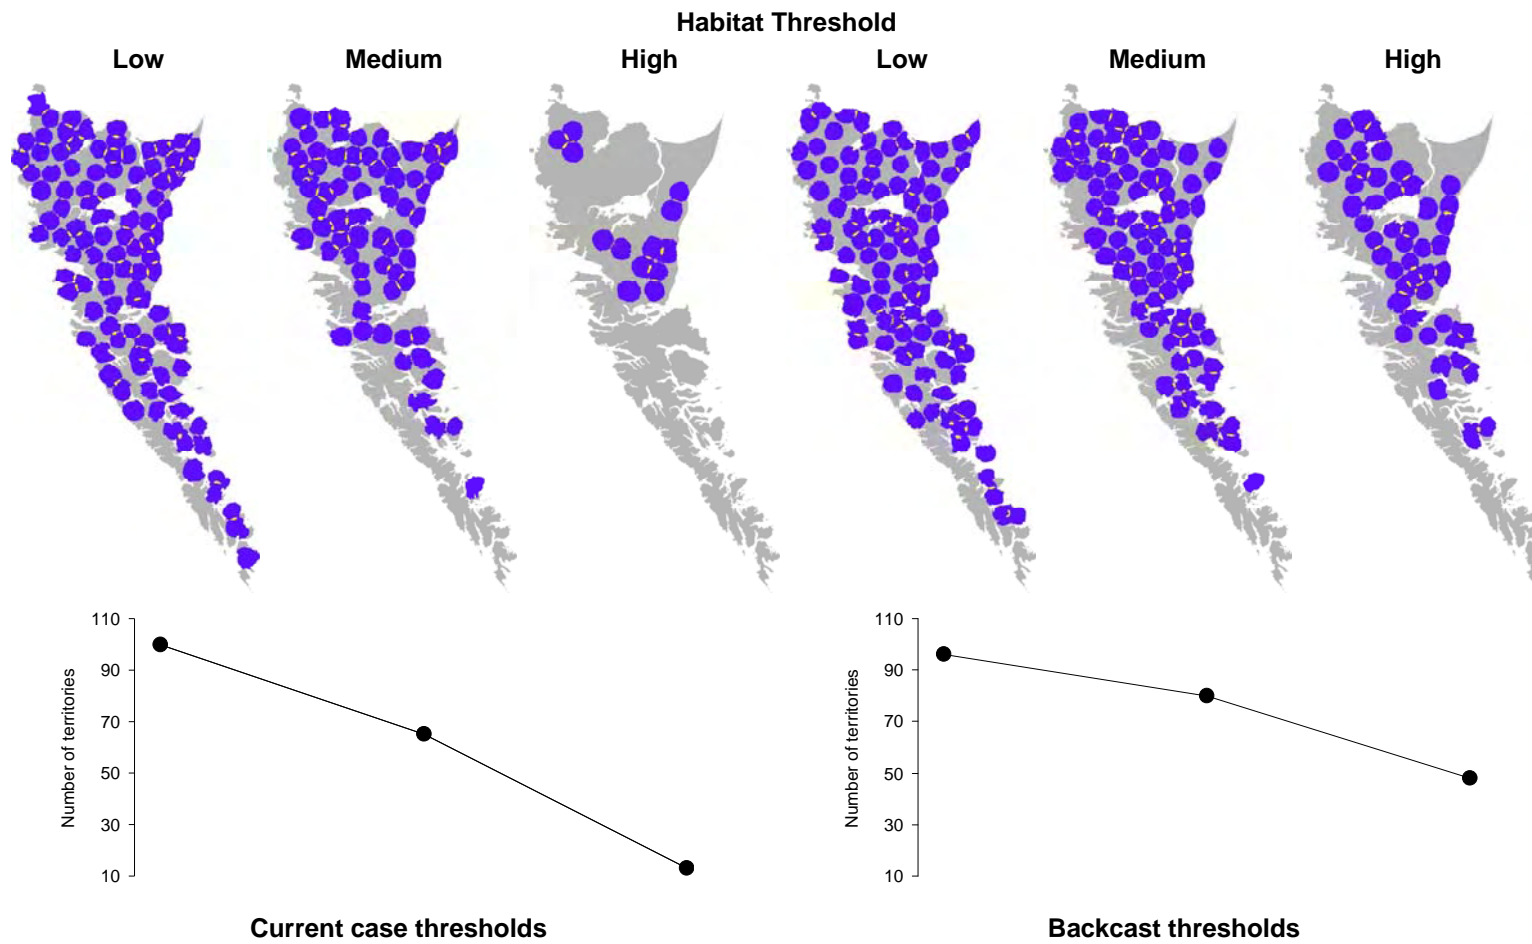 Habitat Threshold
Low Medium High Low Medium High
110
90
70
50
30
10
Number of territories
110
90
70
50
30
10
Number of territories
Current case thresholds
Backcast thresholds